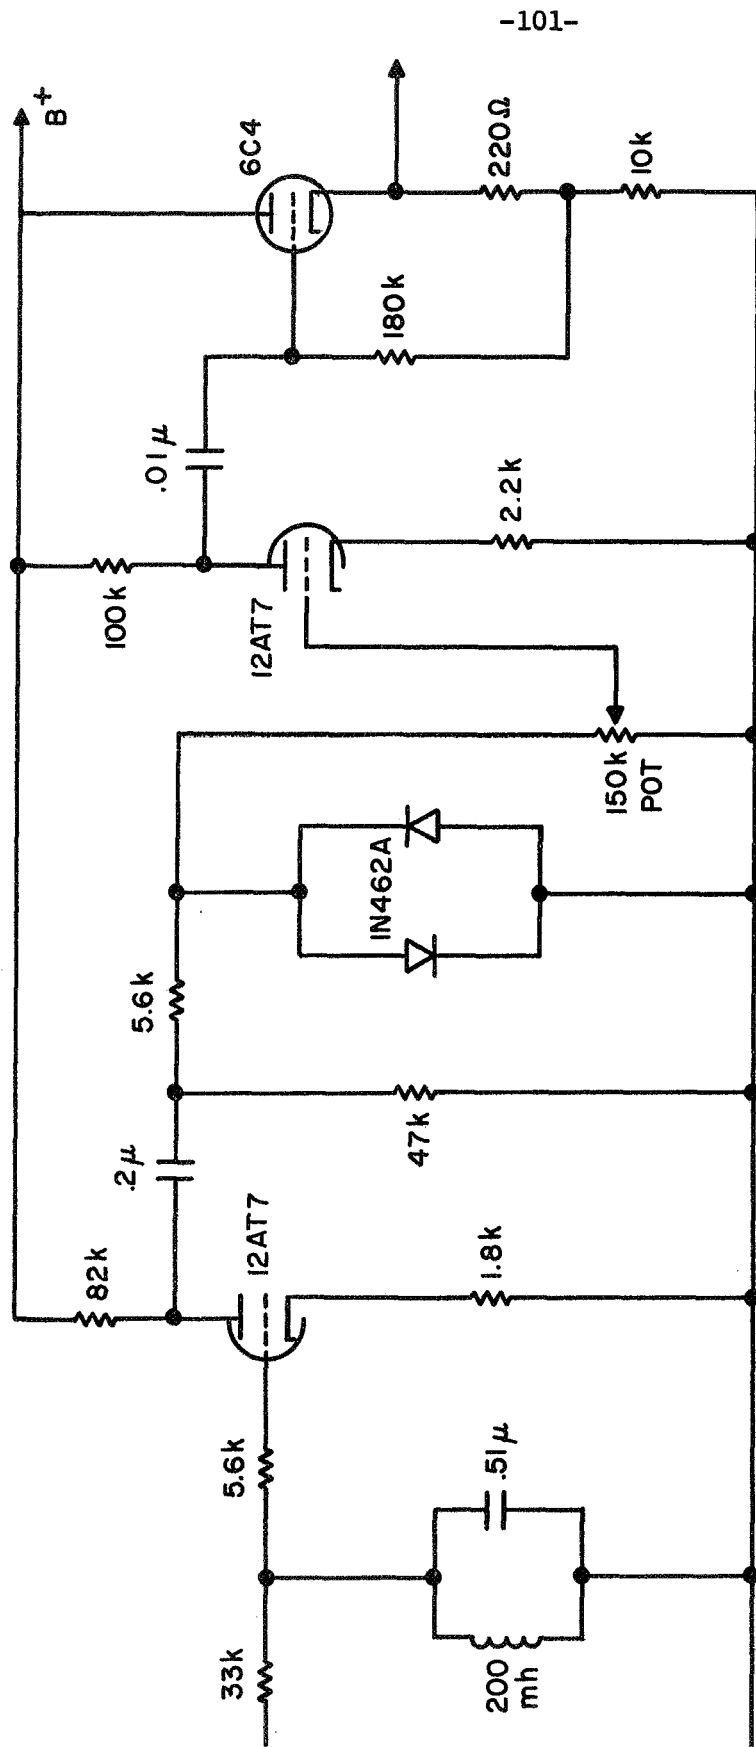 -101-
B+
6C4
220Ω
10k
180k
.01μ
2.2k
100k
12AT7
150k
POT
1N462A
5.6k
47k
.2μ
12AT7
82k
1.8k
5.6k
.51μ
33k
200
mh